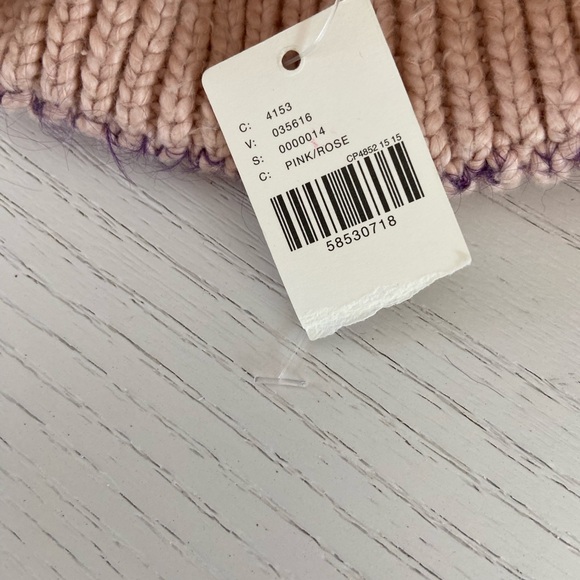 C: 4153
V: 035616
S: 0000014
C: PINK/ROSE
CP4852 15 15
58530718